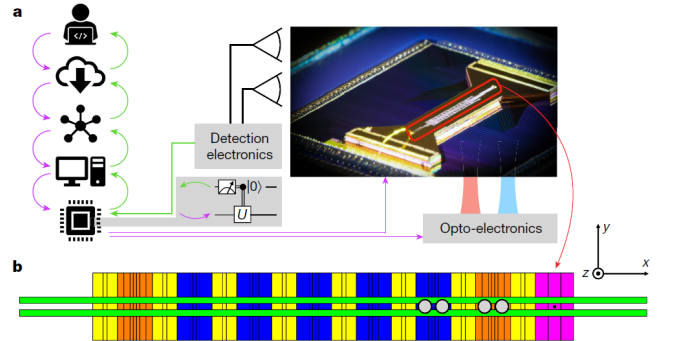 a
</>
Detection
electronics
|0⟩
U
Opto-electronics
y
x
z
b